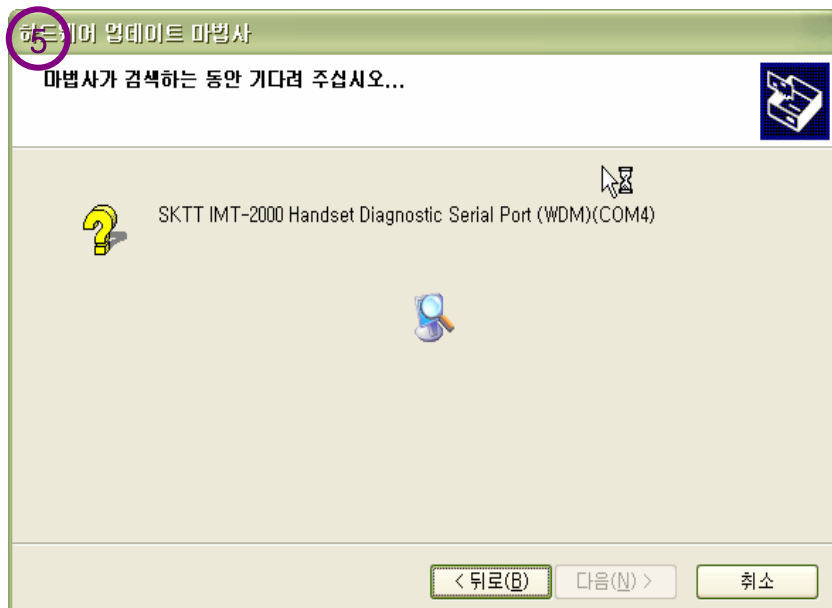 하드웨어 업데이트 마법사
5
마법사가 검색하는 동안 기다려 주십시오...
SKTT IMT-2000 Handset Diagnostic Serial Port (WDM)(COM4)
< 뒤로(B)
다음(N) >
취소